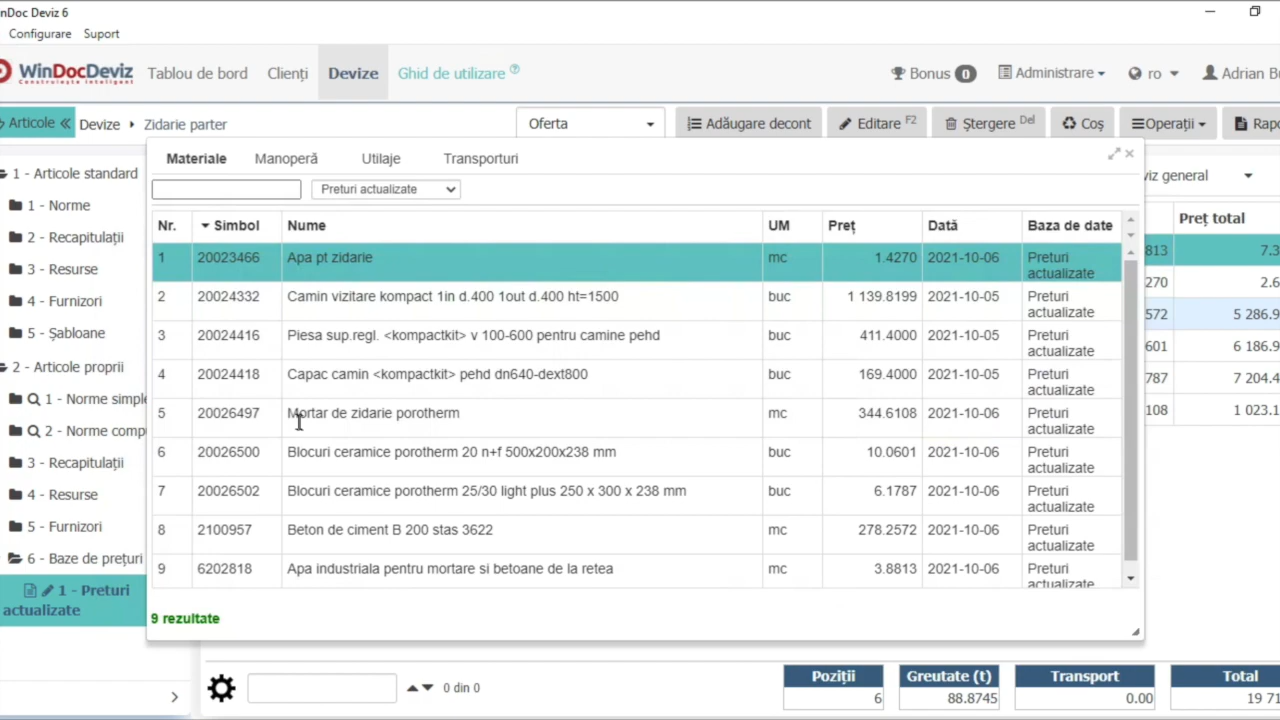 nDoc Deviz 6
Configurare Suport
WinDocDeviz
Construiește Inteligent
Tablou de bord Clienți Devize Ghid de utilizare ?
Bonus 0 Administrare ro Adrian Bu
Articole « Devize Zidarie parter
Oferta
Adăugare decont Editare F2 Ștergere Del Coș Operații Rapo
1 - Articole standard
1 - Norme
2 - Recapitulații
3 - Resurse
4 - Furnizori
5 - Șabloane
2 - Articole proprii
1 - Norme simple
2 - Norme comp
3 - Recapitulații
4 - Resurse
5 - Furnizori
6 - Baze de prețuri
1 - Preturi
actualizate
Materiale Manoperă Utilaje Transporturi
Preturi actualizate
Nr. Simbol Nume UM Preț Dată Baza de date
1 20023466 Apa pt zidarie mc 1.4270 2021-10-06 Preturi
actualizate
2 20024332 Camin vizitare kompact 1in d.400 1out d.400 ht=1500 buc 1 139.8199 2021-10-05 Preturi
actualizate
3 20024416 Piesa sup.regl. <kompactkit> v 100-600 pentru camine pehd buc 411.4000 2021-10-05 Preturi
actualizate
4 20024418 Capac camin <kompactkit> pehd dn640-dext800 buc 169.4000 2021-10-05 Preturi
actualizate
5 20026497 Mortar de zidarie porotherm mc 344.6108 2021-10-06 Preturi
actualizate
6 20026500 Blocuri ceramice porotherm 20 n+f 500x200x238 mm buc 10.0601 2021-10-06 Preturi
actualizate
7 20026502 Blocuri ceramice porotherm 25/30 light plus 250 x 300 x 238 mm buc 6.1787 2021-10-06 Preturi
actualizate
8 2100957 Beton de ciment B 200 stas 3622 mc 278.2572 2021-10-06 Preturi
actualizate
9 6202818 Apa industriala pentru mortare si betoane de la retea mc 3.8813 2021-10-06 Preturi
actualizate
9 rezultate
viz general
Preț total
813 7.3
270 2.6
572 5 286.9
601 6 186.9
787 7 204.4
108 1 023.1
0 din 0
Poziții Greutate (t) Transport Total
6 88.8745 0.00 19 71